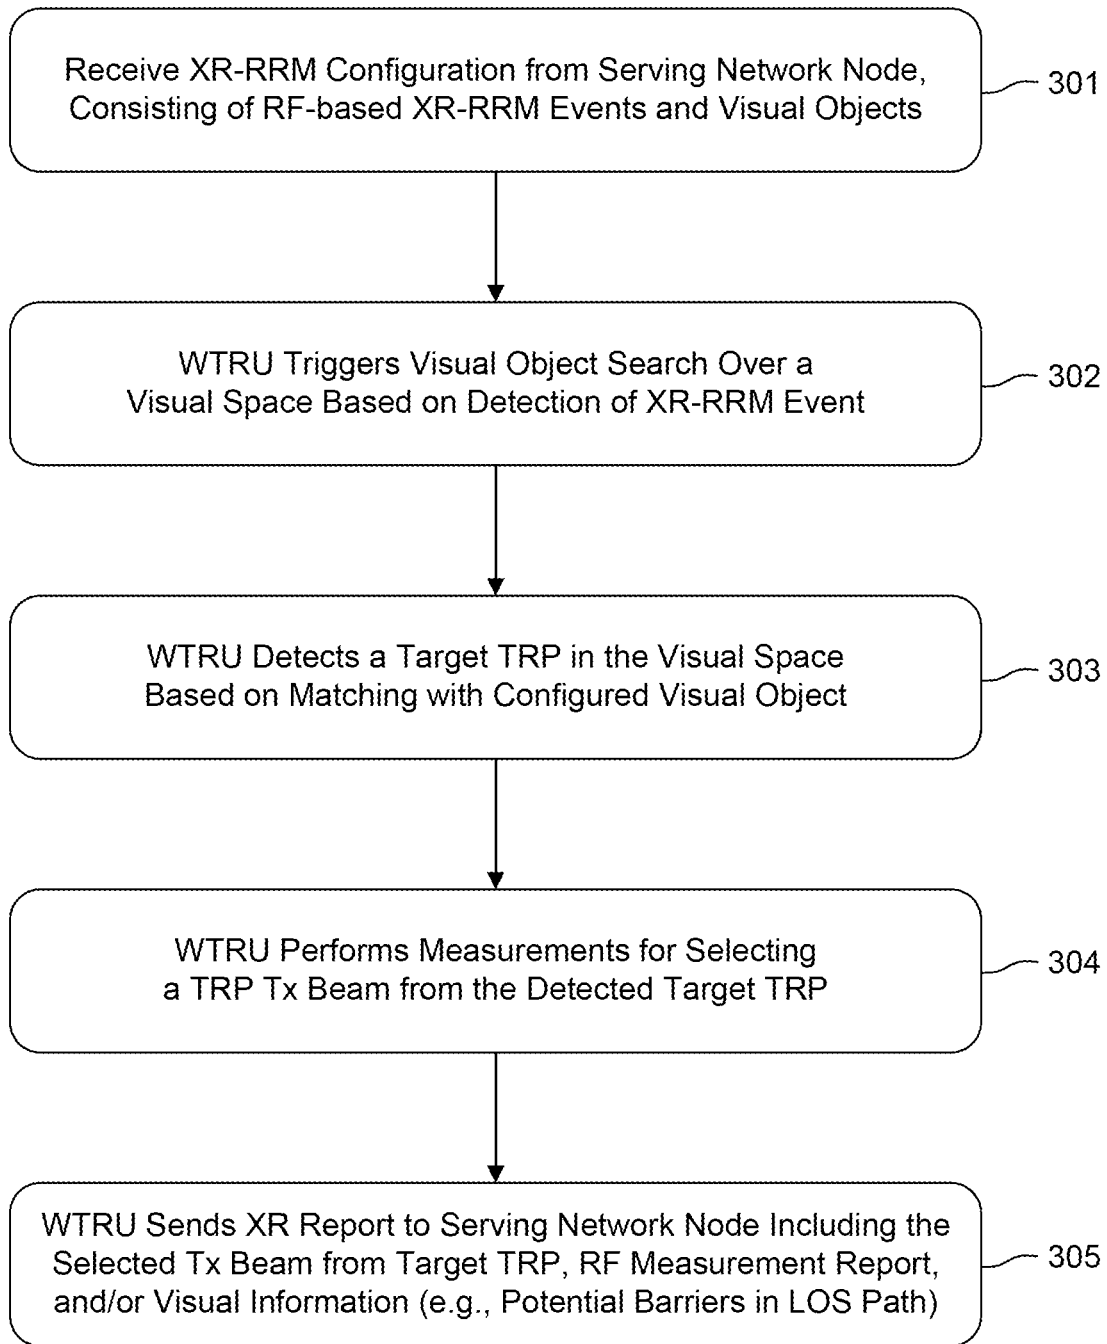 Receive XR-RRM Configuration from Serving Network Node,
Consisting of RF-based XR-RRM Events and Visual Objects
301
WTRU Triggers Visual Object Search Over a
Visual Space Based on Detection of XR-RRM Event
302
WTRU Detects a Target TRP in the Visual Space
Based on Matching with Configured Visual Object
303
WTRU Performs Measurements for Selecting
a TRP Tx Beam from the Detected Target TRP
304
WTRU Sends XR Report to Serving Network Node Including the
Selected Tx Beam from Target TRP, RF Measurement Report,
and/or Visual Information (e.g., Potential Barriers in LOS Path)
305